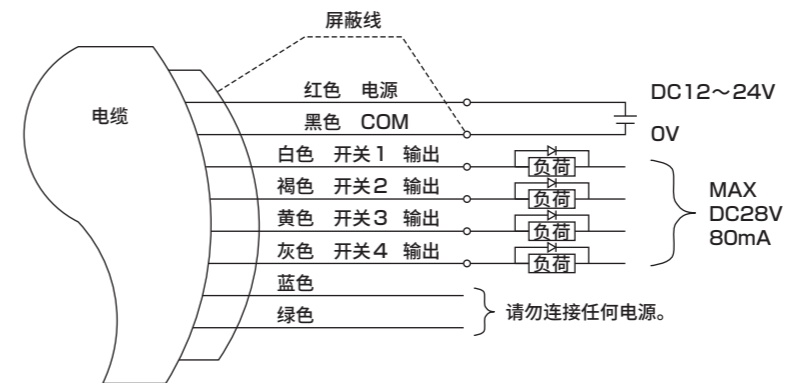 屏蔽线
电缆
红色 电源
DC12～24V
黑色 COM
0V
白色 开关1 输出
负荷
褐色 开关2 输出
负荷
黄色 开关3 输出
负荷
灰色 开关4 输出
负荷
MAX
DC28V
80mA
蓝色
绿色
请勿连接任何电源。